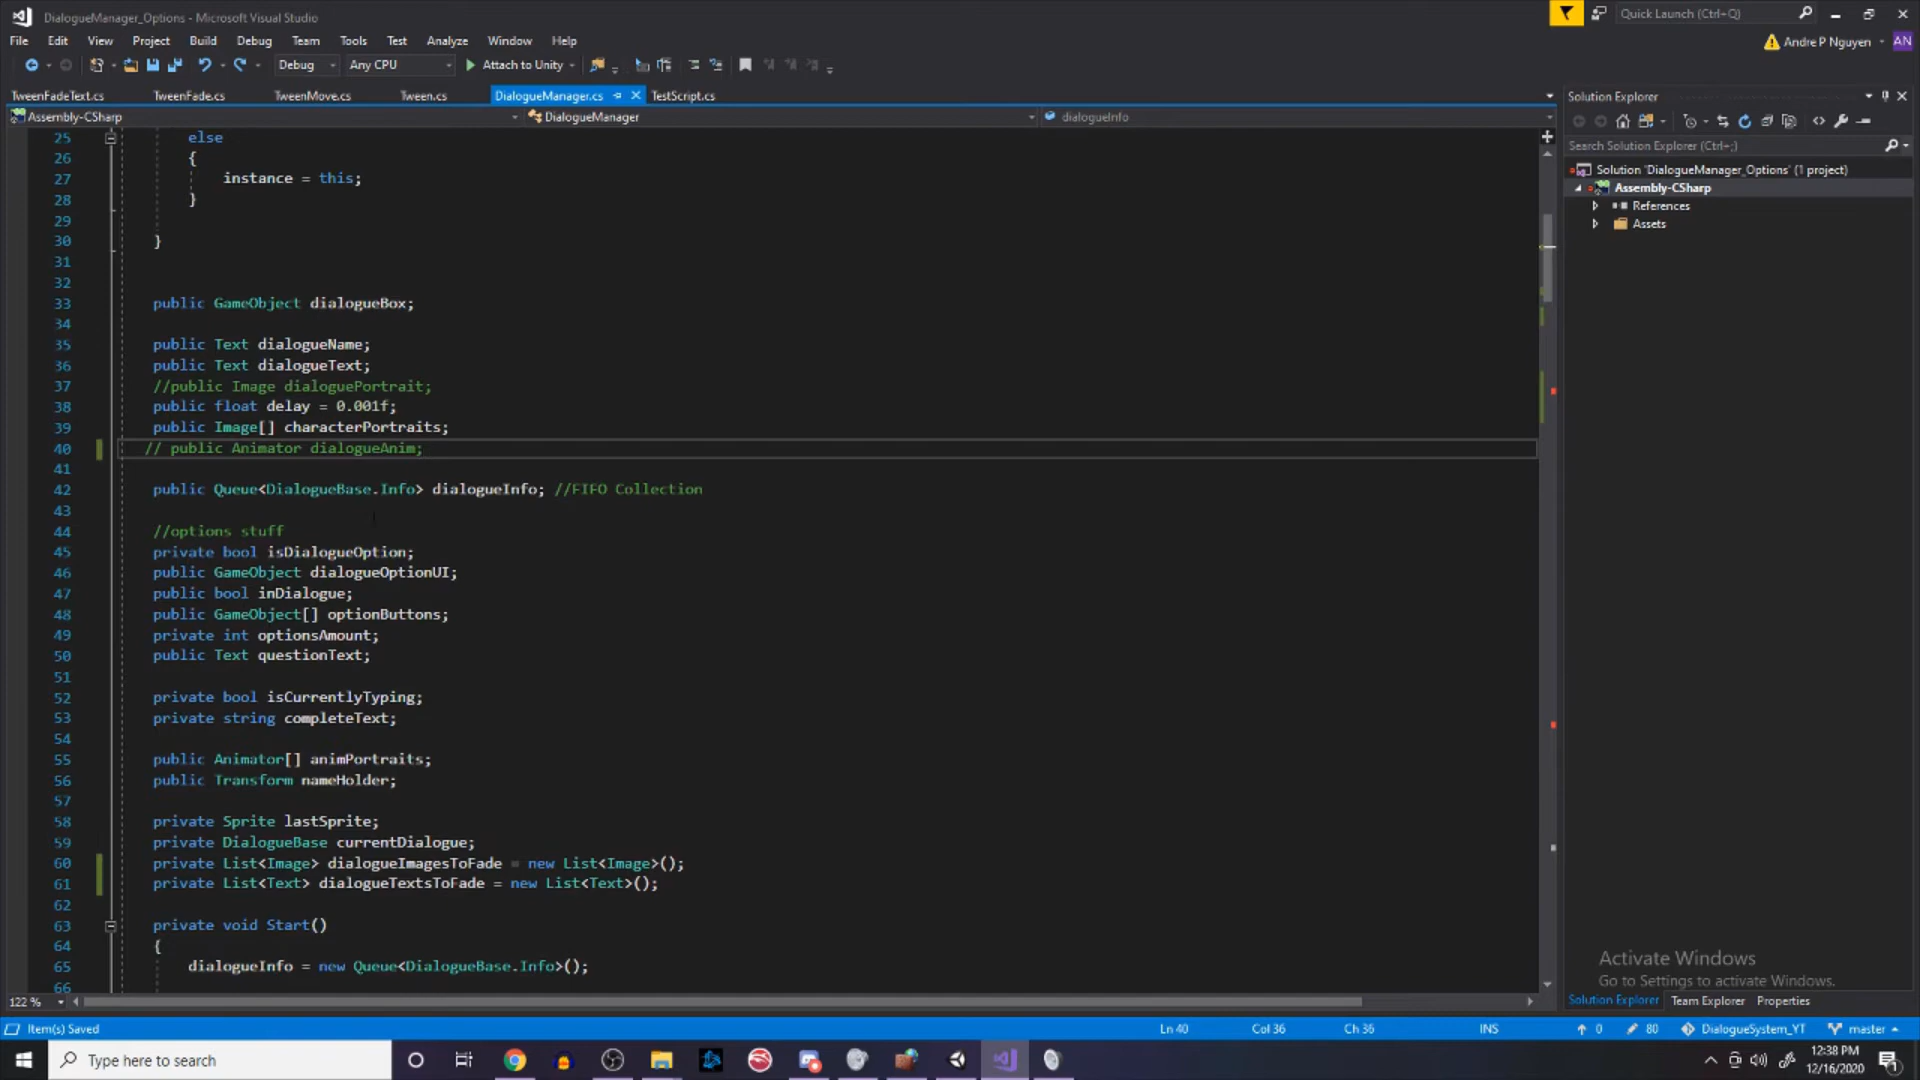 DialogueManager_Options - Microsoft Visual Studio
Quick Launch (Ctrl+Q)
File Edit View Project Build Debug Team Tools Test Analyze Window Help
Andre P Nguyen AN
Debug Any CPU Attach to Unity
TweenFadeText.cs TweenFade.cs TweenMove.cs Tween.cs DialogueManager.cs TestScript.cs
Assembly-CSharp DialogueManager dialogueInfo
25 else
26 {
27 instance = this;
28 }
29
30 }
31
32
33 public GameObject dialogueBox;
34
35 public Text dialogueName;
36 public Text dialogueText;
37 //public Image dialoguePortrait;
38 public float delay = 0.001f;
39 public Image[] characterPortraits;
40 // public Animator dialogueAnim;
41
42 public Queue<DialogueBase.Info> dialogueInfo; //FIFO Collection
43
44 //options stuff
45 private bool isDialogueOption;
46 public GameObject dialogueOptionUI;
47 public bool inDialogue;
48 public GameObject[] optionButtons;
49 private int optionsAmount;
50 public Text questionText;
51
52 private bool isCurrentlyTyping;
53 private string completeText;
54
55 public Animator[] animPortraits;
56 public Transform nameHolder;
57
58 private Sprite lastSprite;
59 private DialogueBase currentDialogue;
60 private List<Image> dialogueImagesToFade = new List<Image>();
61 private List<Text> dialogueTextsToFade = new List<Text>();
62
63 private void Start()
64 {
65 dialogueInfo = new Queue<DialogueBase.Info>();
66
122 %
Solution Explorer
Search Solution Explorer (Ctrl+;)
Solution 'DialogueManager_Options' (1 project)
Assembly-CSharp
References
Assets
Activate Windows
Go to Settings to activate Windows.
Solution Explorer Team Explorer Properties
Item(s) Saved Ln 40 Col 36 Ch 36 INS 0 80 DialogueSystem_YT master
Type here to search
12:38 PM
12/16/2020
1